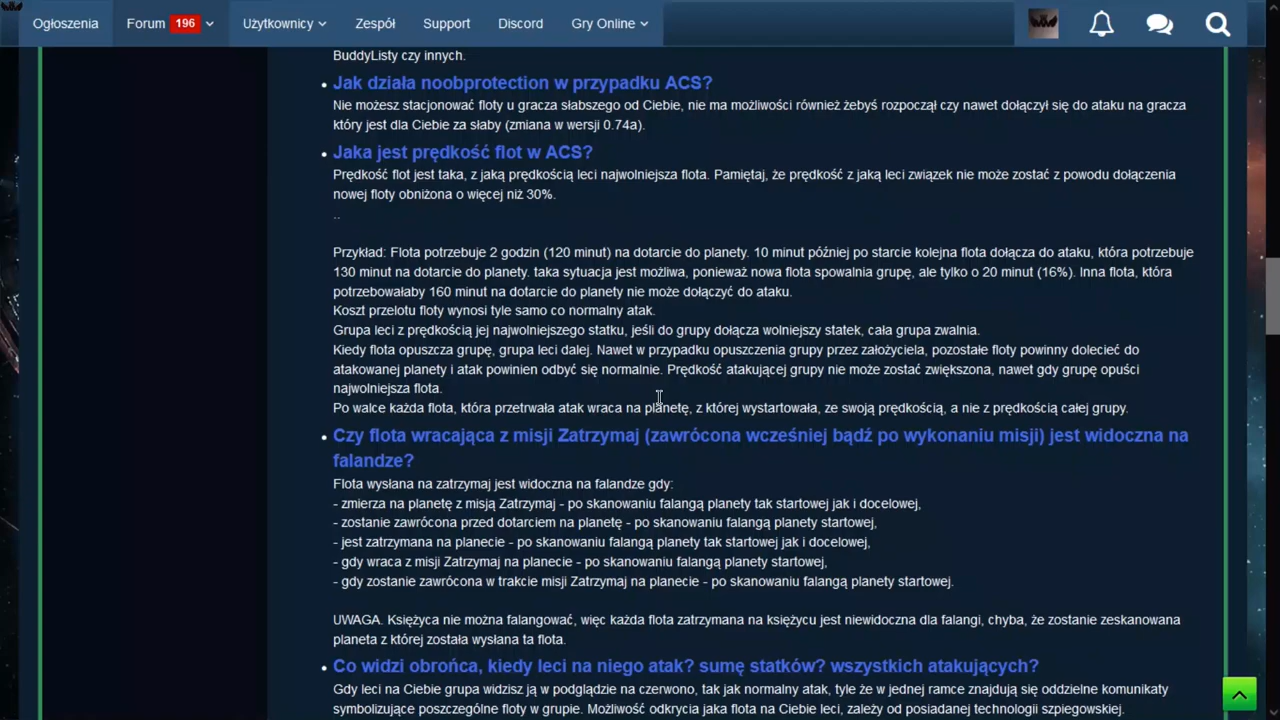 Ogłoszenia
Forum 196
Użytkownicy
Zespół
Support
Discord
Gry Online
BuddyListy czy innych.
Jak działa noobprotection w przypadku ACS?
Nie możesz stacjonować floty u gracza słabszego od Ciebie, nie ma możliwości również żebyś rozpoczął czy nawet dołączył się do ataku na gracza
który jest dla Ciebie za słaby (zmiana w wersji 0.74a).
Jaka jest prędkość flot w ACS?
Prędkość flot jest taka, z jaką prędkością leci najwolniejsza flota. Pamiętaj, że prędkość z jaką leci związek nie może zostać z powodu dołączenia
nowej floty obniżona o więcej niż 30%.
..
Przykład: Flota potrzebuje 2 godzin (120 minut) na dotarcie do planety. 10 minut później po starcie kolejna flota dołącza do ataku, która potrzebuje
130 minut na dotarcie do planety. taka sytuacja jest możliwa, ponieważ nowa flota spowalnia grupę, ale tylko o 20 minut (16%). Inna flota, która
potrzebowałaby 160 minut na dotarcie do planety nie może dołączyć do ataku.
Koszt przelotu floty wynosi tyle samo co normalny atak.
Grupa leci z prędkością jej najwolniejszego statku, jeśli do grupy dołącza wolniejszy statek, cała grupa zwalnia.
Kiedy flota opuszcza grupę, grupa leci dalej. Nawet w przypadku opuszczenia grupy przez założyciela, pozostałe floty powinny dolecieć do
atakowanej planety i atak powinien odbyć się normalnie. Prędkość atakującej grupy nie może zostać zwiększona, nawet gdy grupę opuści
najwolniejsza flota.
Po walce każda flota, która przetrwała atak wraca na planetę, z której wystartowała, ze swoją prędkością, a nie z prędkością całej grupy.
Czy flota wracająca z misji Zatrzymaj (zawrócona wcześniej bądź po wykonaniu misji) jest widoczna na
falandze?
Flota wysłana na zatrzymaj jest widoczna na falandze gdy:
- zmierza na planetę z misją Zatrzymaj - po skanowaniu falangą planety tak startowej jak i docelowej,
- zostanie zawrócona przed dotarciem na planetę - po skanowaniu falangą planety startowej,
- jest zatrzymana na planecie - po skanowaniu falangą planety tak startowej jak i docelowej,
- gdy wraca z misji Zatrzymaj na planecie - po skanowaniu falangą planety startowej,
- gdy zostanie zawrócona w trakcie misji Zatrzymaj na planecie - po skanowaniu falangą planety startowej.
UWAGA. Księżyca nie można falangować, więc każda flota zatrzymana na księżycu jest niewidoczna dla falangi, chyba, że zostanie zeskanowana
planeta z której została wysłana ta flota.
Co widzi obrońca, kiedy leci na niego atak? sumę statków? wszystkich atakujących?
Gdy leci na Ciebie grupa widzisz ją w podglądzie na czerwono, tak jak normalny atak, tyle że w jednej ramce znajdują się oddzielne komunikaty
symbolizujące poszczególne floty w grupie. Możliwość odkrycia jaka flota na Ciebie leci, zależy od posiadanej technologii szpiegowskiej.